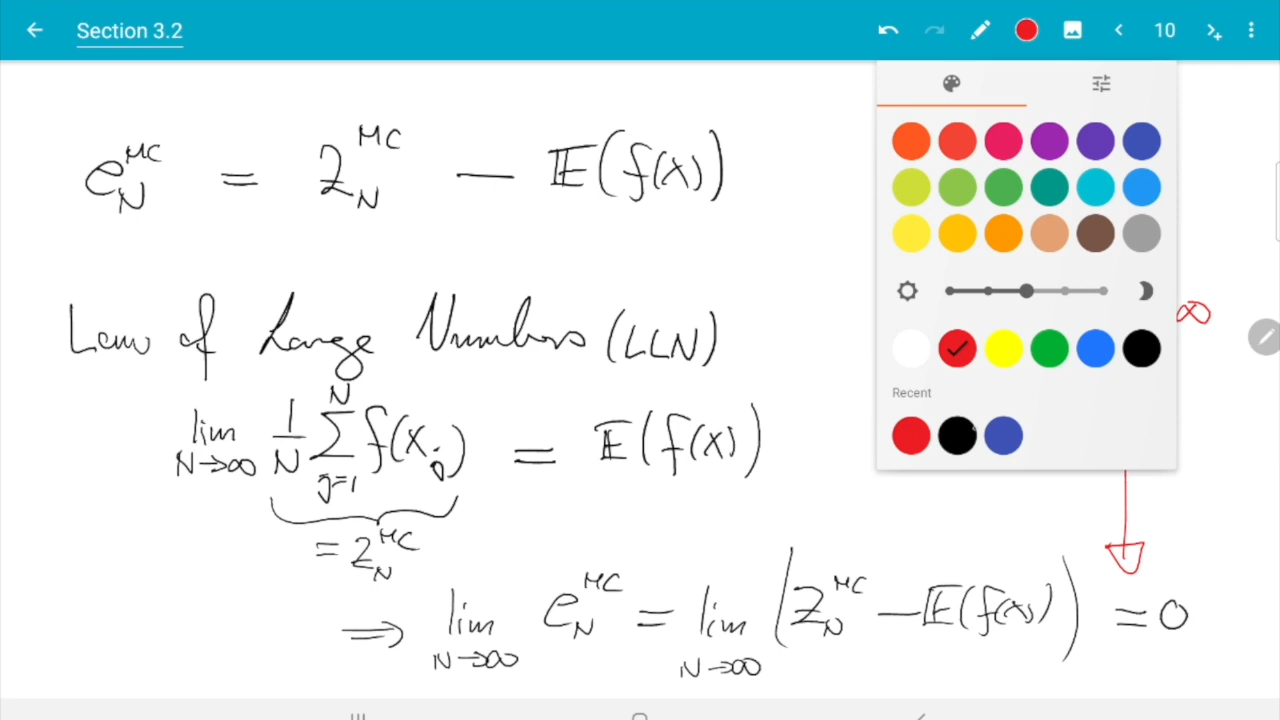 Section 3.2
10
e_N^MC = Z_N^MC — 𝔼(f(x))
Law of Large Numbers (LLN)
∞
lim_{N→∞} 1/N ∑_{j=1}^N f(x_j) = 𝔼(f(x))
Recent
= Z_N^MC
⇒ lim_{N→∞} e_N^MC = lim_{N→∞} (Z_N^MC − 𝔼(f(x))) = 0